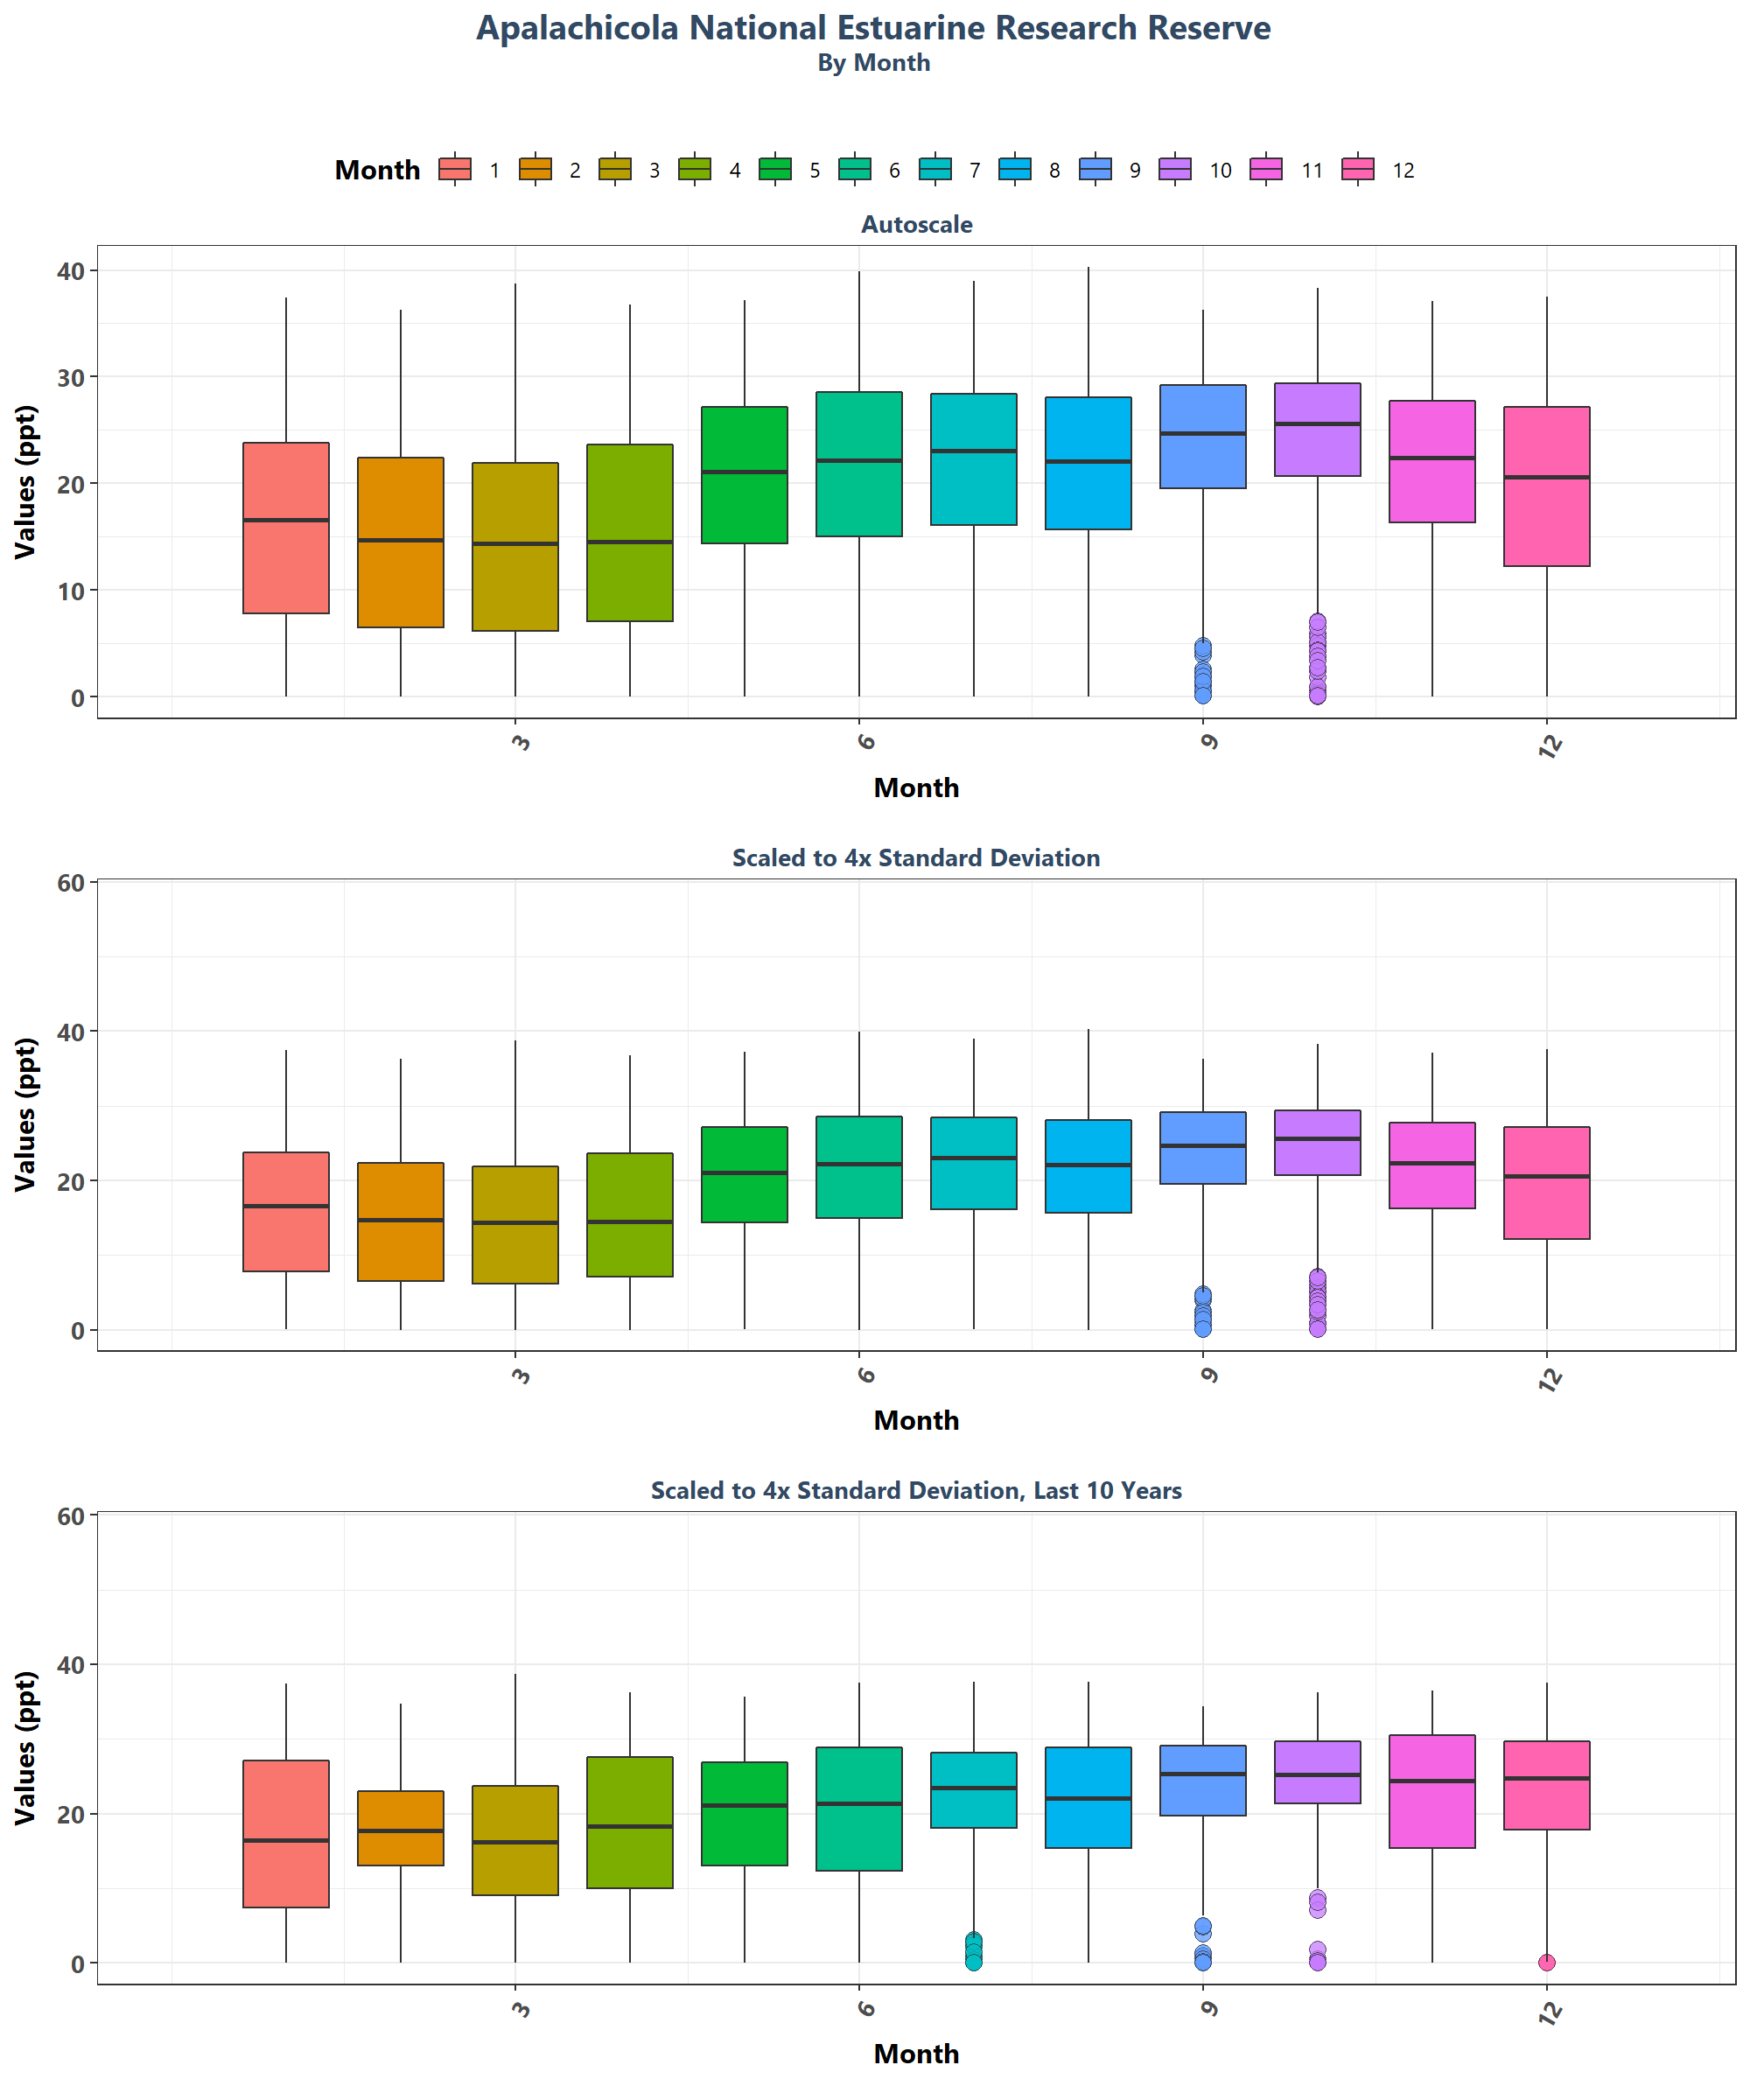 Apalachicola National Estuarine Research Reserve
By Month
Month 1 2 3 4 5 6 7 8 9 10 11 12
Autoscale
Values (ppt)
40
30
20
10
0
3 6 9 12
Month
Scaled to 4x Standard Deviation
Values (ppt)
60
40
20
0
3 6 9 12
Month
Scaled to 4x Standard Deviation, Last 10 Years
Values (ppt)
60
40
20
0
3 6 9 12
Month